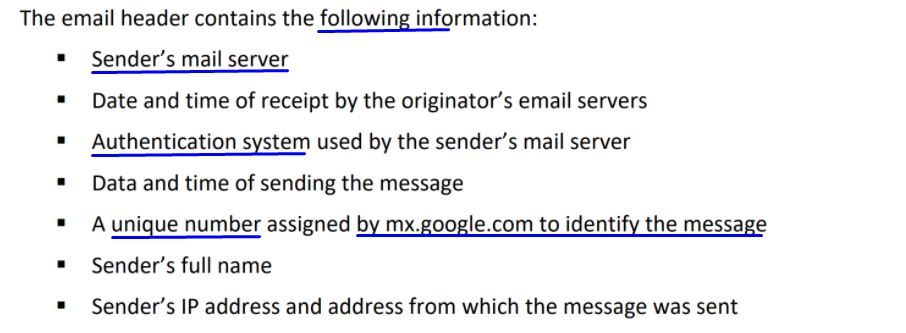 The email header contains the following information:
▪ Sender’s mail server
▪ Date and time of receipt by the originator’s email servers
▪ Authentication system used by the sender’s mail server
▪ Data and time of sending the message
▪ A unique number assigned by mx.google.com to identify the message
▪ Sender’s full name
▪ Sender’s IP address and address from which the message was sent